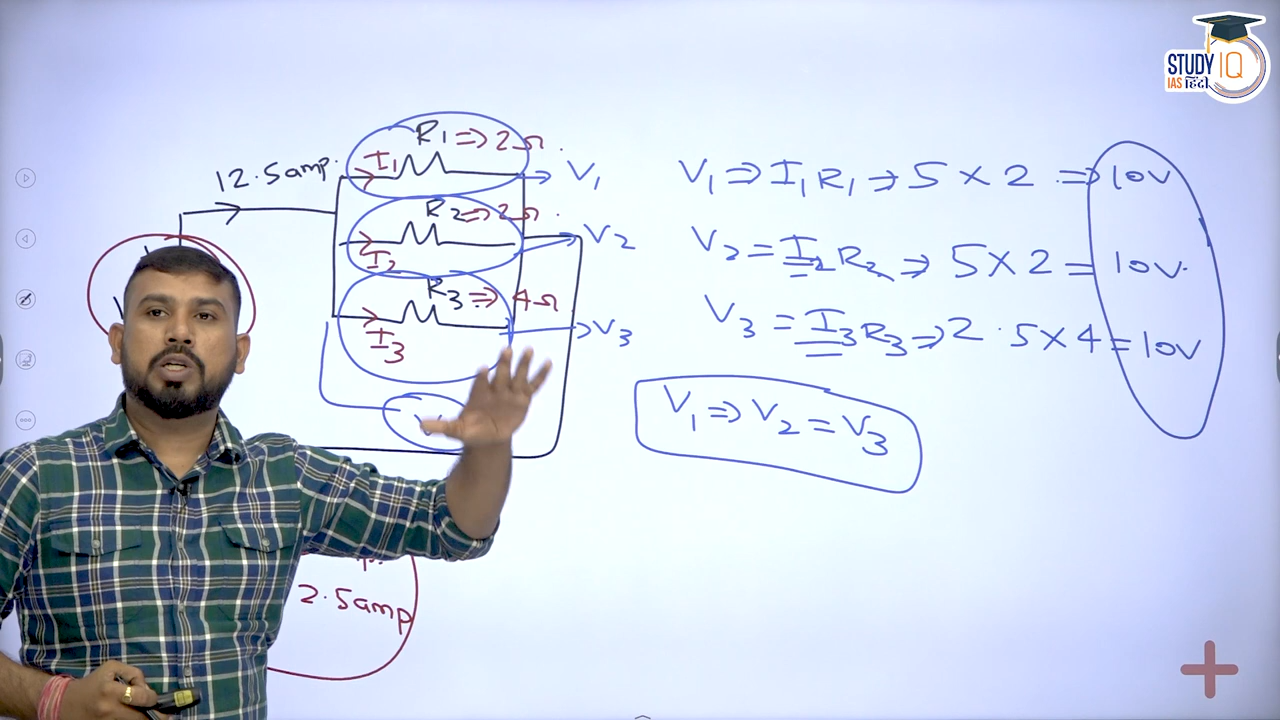 STUDY IQ
IAS हिंदी
12.5amp.
R1 ⇒ 2Ω
I1
V1
R2 ⇒ 2Ω.
I2
V2
R3 ⇒ 4Ω
I3
V3
V
2.5amp
V1 ⇒ I1R1 ⇒ 5 × 2 ⇒ 10V
V2 = I2R2 ⇒ 5 × 2 = 10V.
V3 = I3R3 ⇒ 2.5 × 4 = 10V
V1 ⇒ V2 = V3